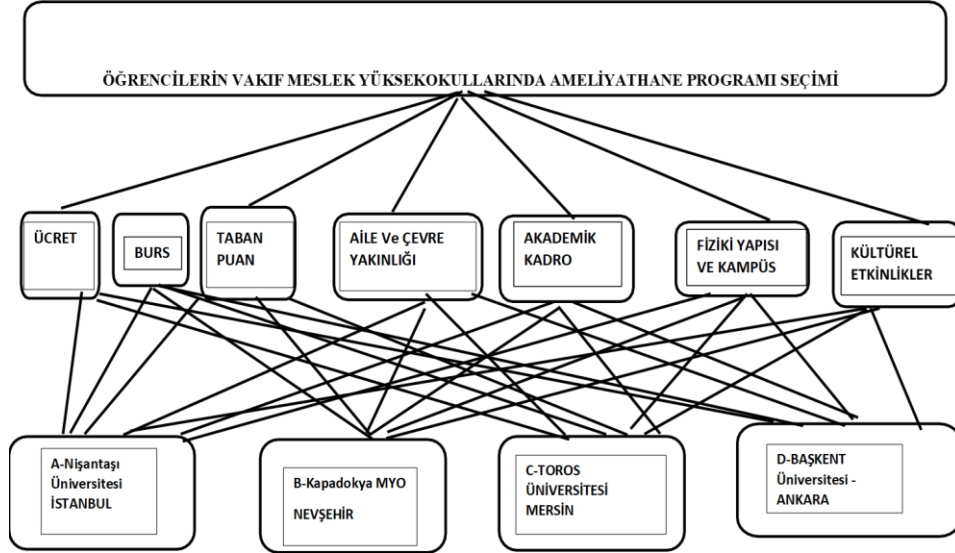 ÖĞRENCİLERİN VAKIF MESLEK YÜKSEKOKULLARINDA AMELİYATHANE PROGRAMI SEÇİMİ
ÜCRET
BURS
TABAN
PUAN
AİLE Ve ÇEVRE
YAKINLIĞI
AKADEMİK
KADRO
FİZİKİ YAPISI
VE KAMPÜS
KÜLTÜREL
ETKİNLİKLER
A-Nişantaşı
Üniversitesi
İSTANBUL
B-Kapadokya MYO
NEVŞEHİR
C-TOROS
ÜNİVERSİTESİ
MERSİN
D-BAŞKENT
Üniversitesi -
ANKARA